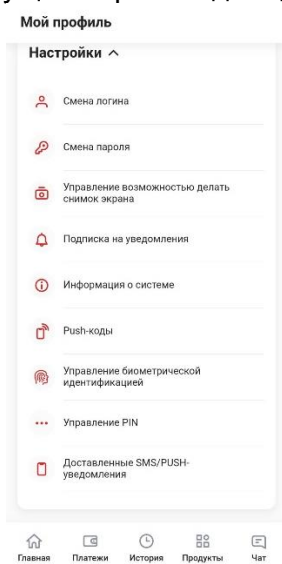 Мой профиль
Настройки
Смена логина
Смена пароля
Управление возможностью делать
снимок экрана
Подписка на уведомления
Информация о системе
Push-коды
Управление биометрической
идентификацией
Управление PIN
Доставленные SMS/PUSH-
уведомления
Главная Платежи История Продукты Чат